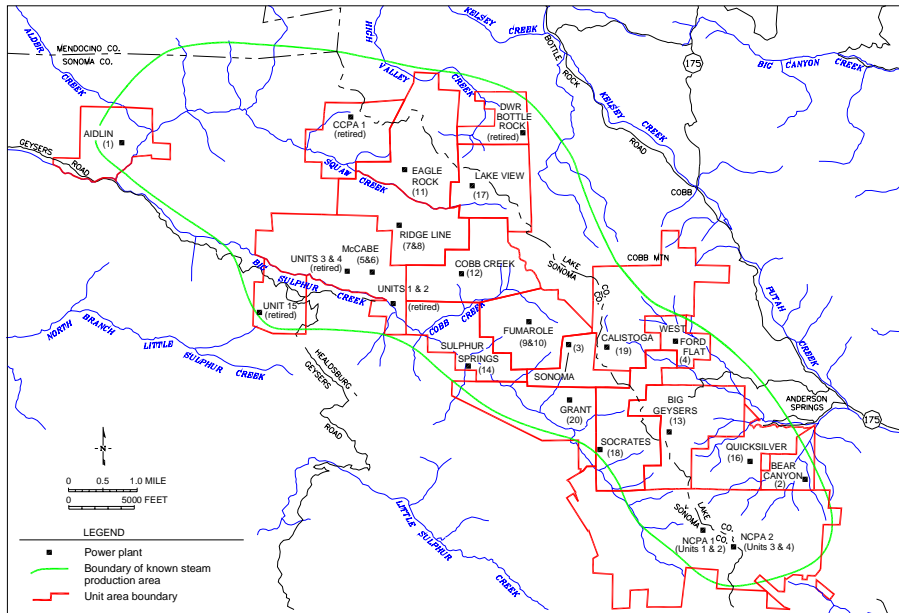 MENDOCINO CO.
SONOMA CO.
ALDER
CREEK
HIGH
VALLEY
CREEK
KELSEY
CREEK
BOTTLE
ROCK
ROAD
KELSEY
CREEK
175
BIG CANYON CREEK
AIDLIN
(1)
GEYSERS
ROAD
CCPA 1
(retired)
DWR
BOTTLE
ROCK
(retired)
SQUAW CREEK
EAGLE
ROCK
(11)
LAKE VIEW
(17)
COBB
RIDGE LINE
(7&8)
McCABE
(5&6)
UNITS 3 & 4
(retired)
COBB CREEK
(12)
LAKE CO.
SONOMA CO.
COBB MTN
BIG SULPHUR CREEK
UNITS 1 & 2
(retired)
UNIT 15
(retired)
COBB CREEK
PUTAH
CREEK
NORTH BRANCH
LITTLE
SULPHUR CREEK
FUMAROLE
(9&10)
SULPHUR
SPRINGS
(14)
(3)
SONOMA
CALISTOGA
(19)
WEST
FORD
FLAT
(4)
HEALDSBURG
GEYSERS
ROAD
GRANT
(20)
BIG
GEYSERS
(13)
ANDERSON
SPRINGS
175
SOCRATES
(18)
QUICKSILVER
(16)
BEAR
CANYON
(2)
-N-
0 0.5 1.0 MILE
0 5000 FEET
LAKE CO.
SONOMA CO.
NCPA 1
(Units 1 & 2)
NCPA 2
(Units 3 & 4)
LITTLE SULPHUR
CREEK
LEGEND
Power plant
Boundary of known steam
production area
Unit area boundary